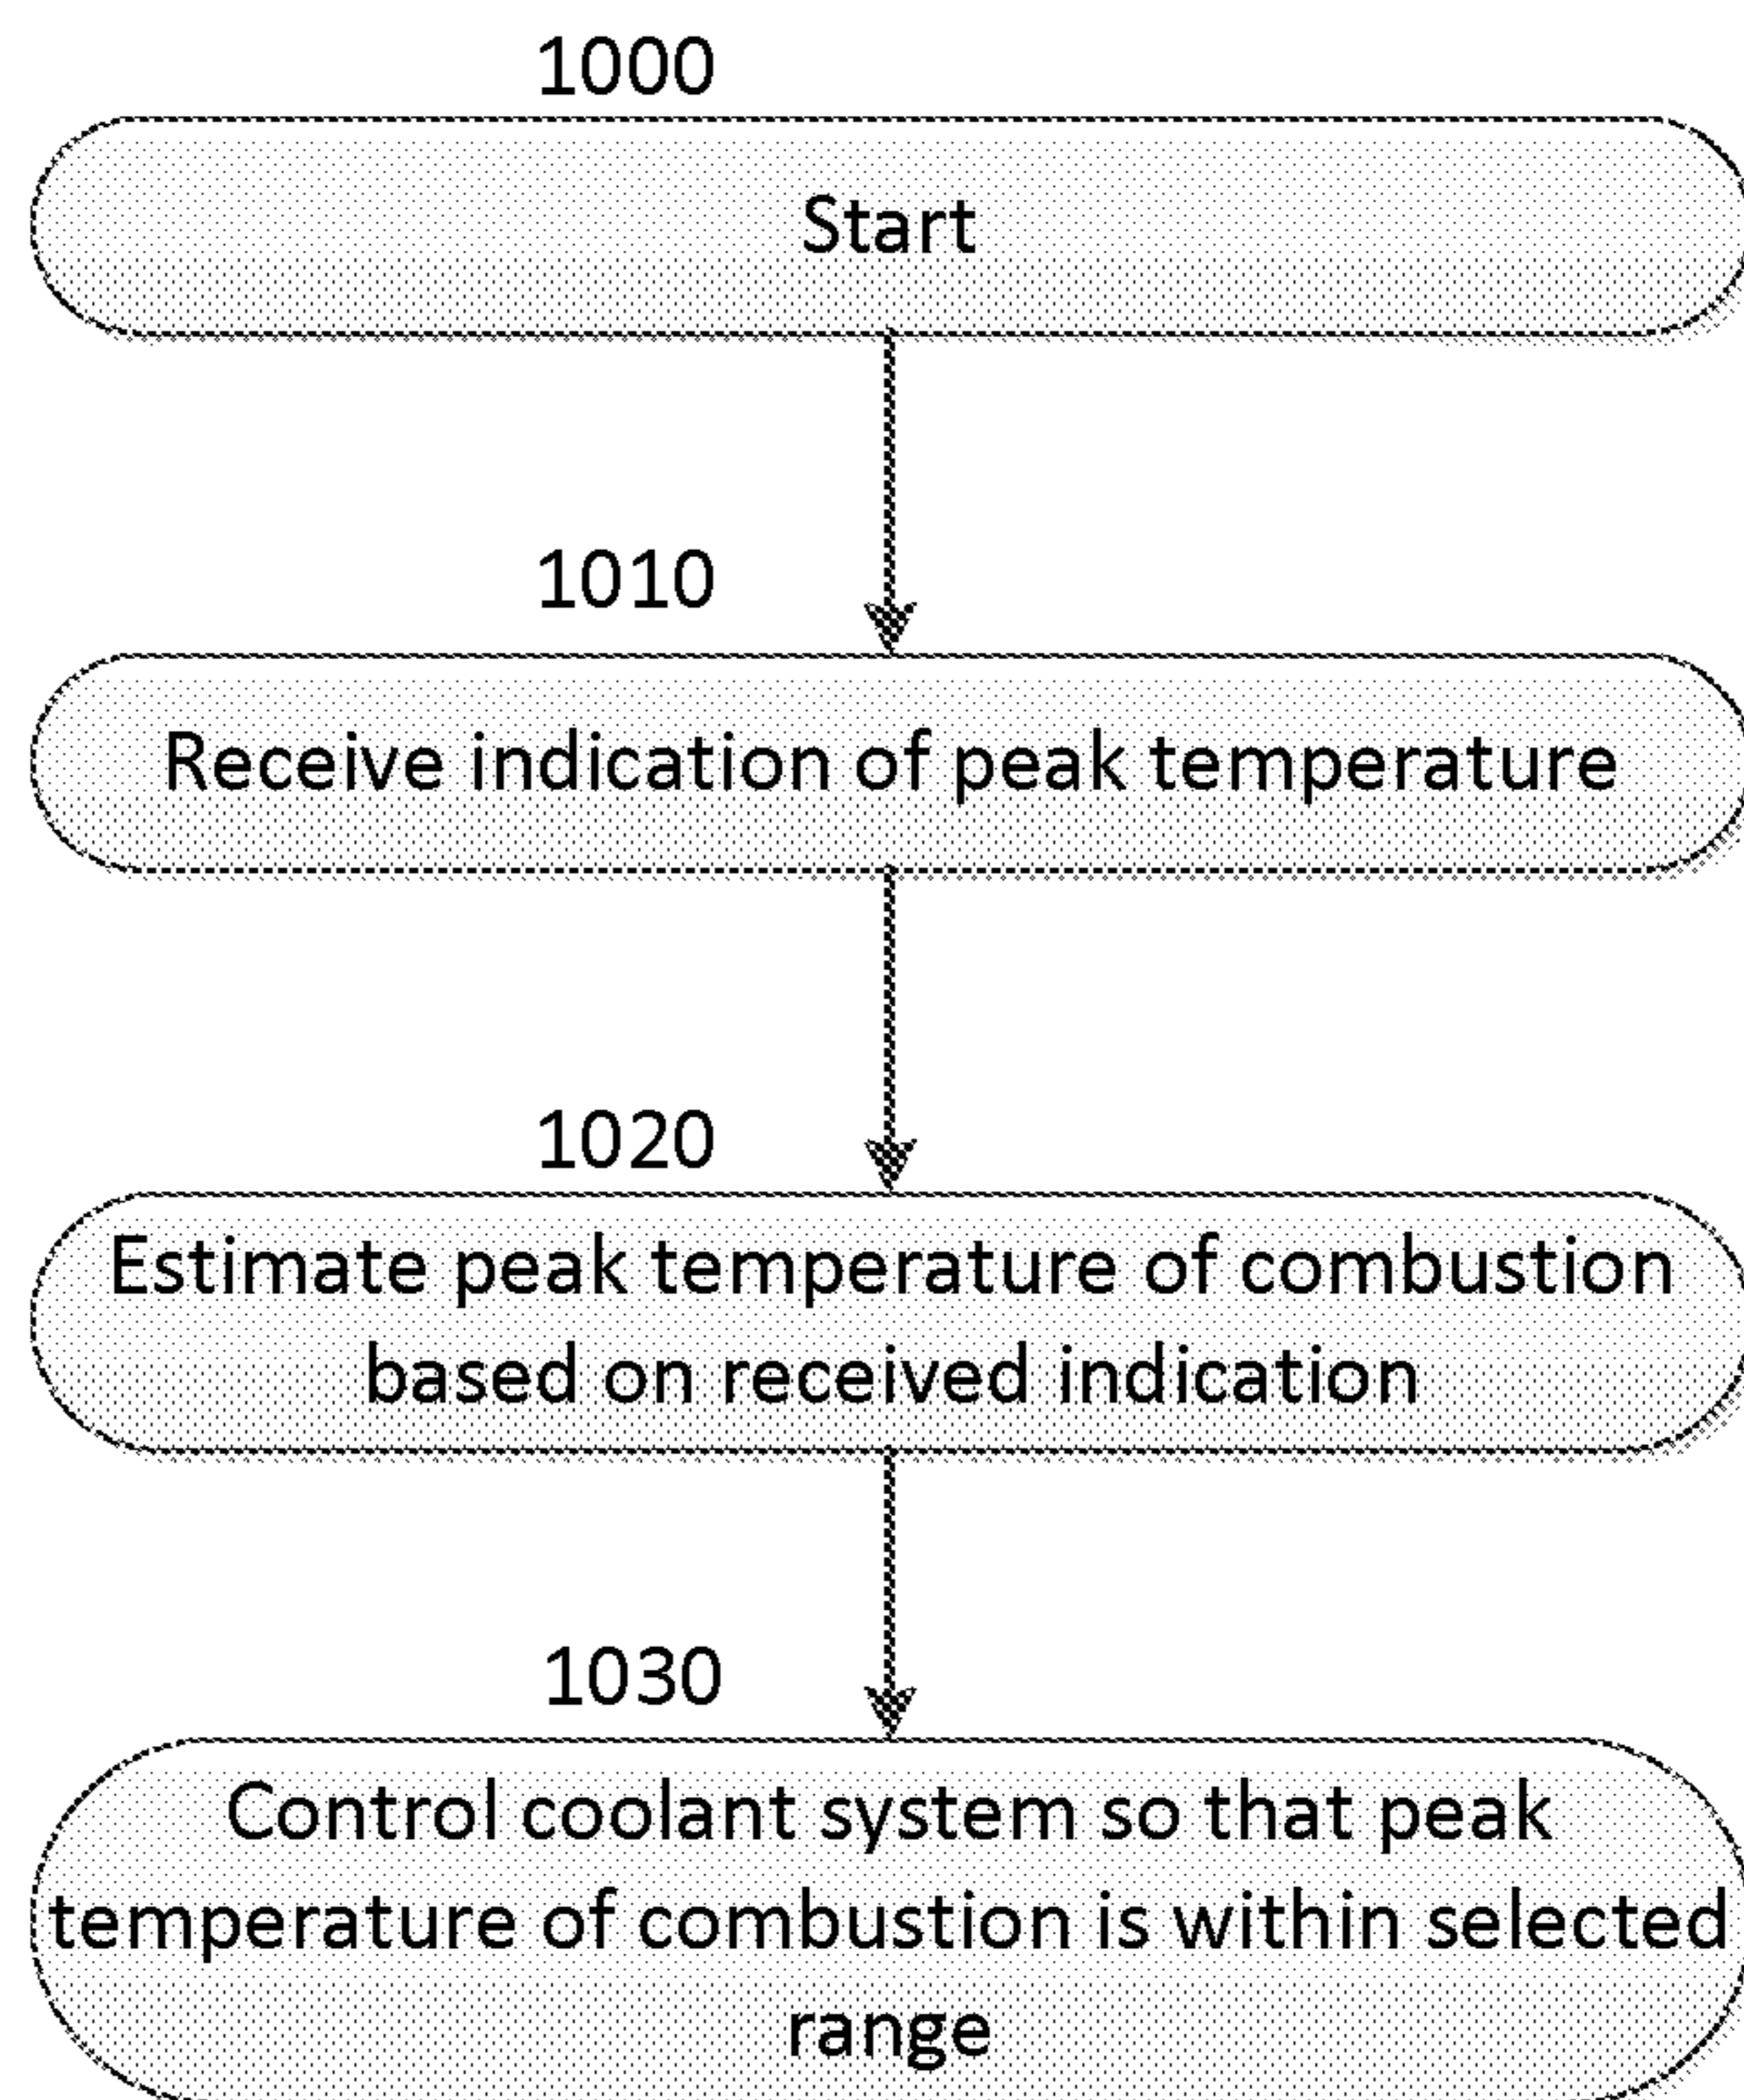 1000
Start
1010
Receive indication of peak temperature
1020
Estimate peak temperature of combustion
based on received indication
1030
Control coolant system so that peak
temperature of combustion is within selected
range